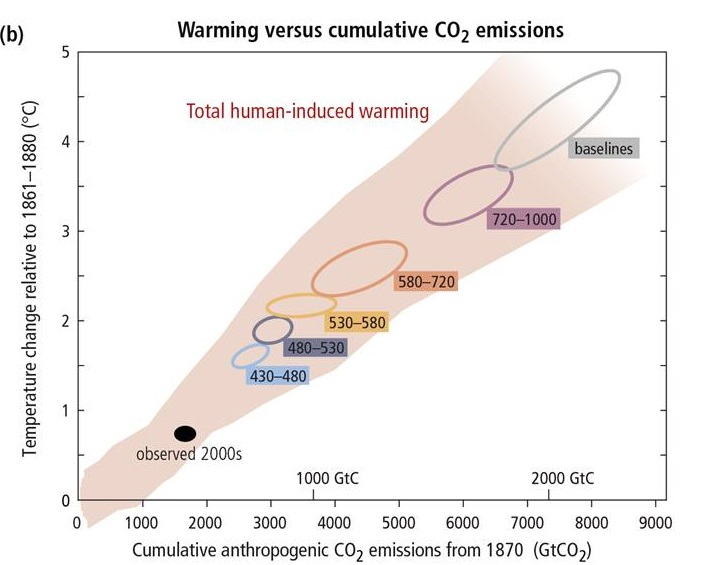 (b)
Warming versus cumulative CO₂ emissions
Temperature change relative to 1861–1880 (°C)
5
4
3
2
1
0
Total human-induced warming
baselines
720–1000
580–720
530–580
480–530
430–480
observed 2000s
1000 GtC
2000 GtC
0 1000 2000 3000 4000 5000 6000 7000 8000 9000
Cumulative anthropogenic CO₂ emissions from 1870 (GtCO₂)